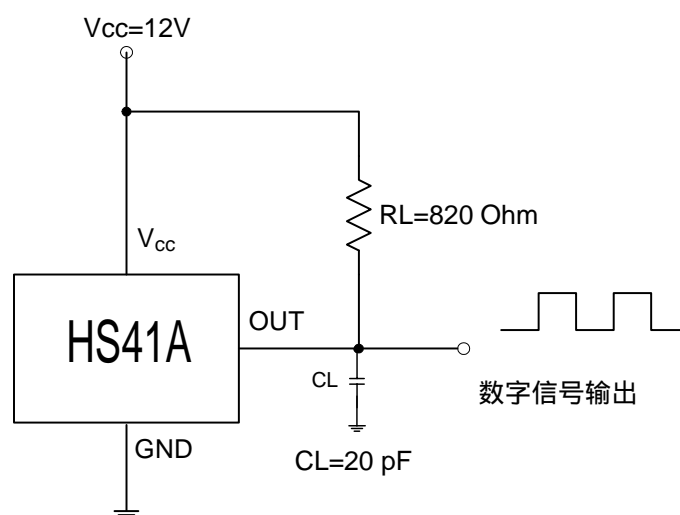 Vcc=12V
RL=820 Ohm
Vcc
HS41A
OUT
CL
数字信号输出
GND
CL=20 pF